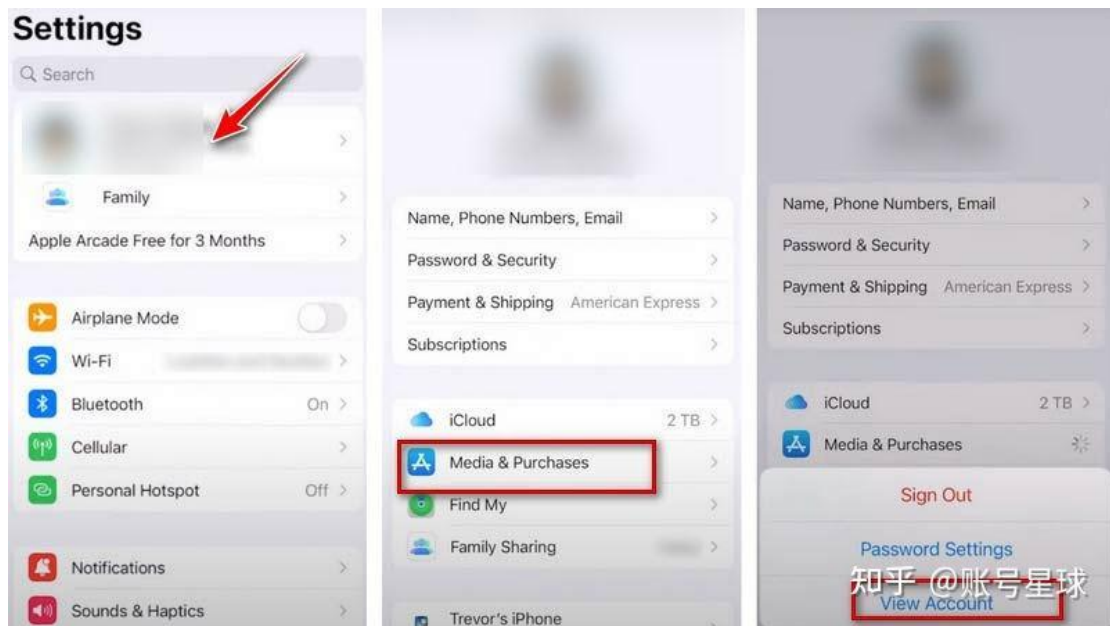 Settings
Search
Family
Apple Arcade Free for 3 Months
Airplane Mode
Wi-Fi
Bluetooth On
Cellular
Personal Hotspot Off
Notifications
Sounds & Haptics
Name, Phone Numbers, Email
Password & Security
Payment & Shipping American Express
Subscriptions
iCloud 2 TB
Media & Purchases
Find My
Family Sharing
Trevor's iPhone
Name, Phone Numbers, Email
Password & Security
Payment & Shipping American Express
Subscriptions
iCloud 2 TB
Media & Purchases
Sign Out
Password Settings
知乎 @账号星球
View Account